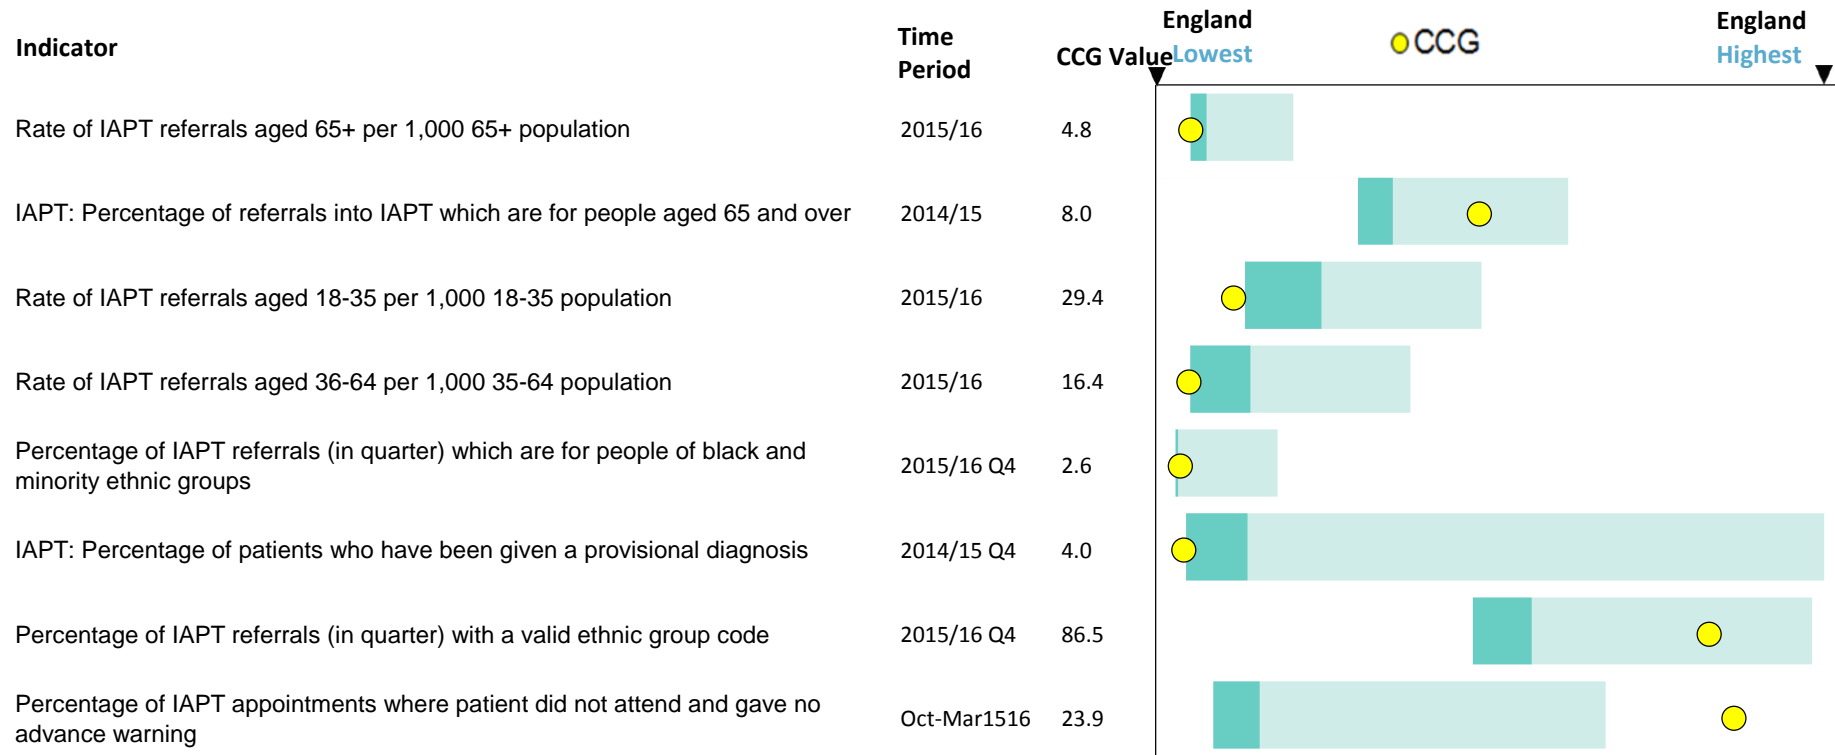 Indicator
Time
Period
CCG Value
England
Lowest
CCG
England
Highest
Rate of IAPT referrals aged 65+ per 1,000 65+ population 2015/16 4.8
IAPT: Percentage of referrals into IAPT which are for people aged 65 and over 2014/15 8.0
Rate of IAPT referrals aged 18-35 per 1,000 18-35 population 2015/16 29.4
Rate of IAPT referrals aged 36-64 per 1,000 35-64 population 2015/16 16.4
Percentage of IAPT referrals (in quarter) which are for people of black and
minority ethnic groups
2015/16 Q4 2.6
IAPT: Percentage of patients who have been given a provisional diagnosis 2014/15 Q4 4.0
Percentage of IAPT referrals (in quarter) with a valid ethnic group code 2015/16 Q4 86.5
Percentage of IAPT appointments where patient did not attend and gave no
advance warning
Oct-Mar1516 23.9